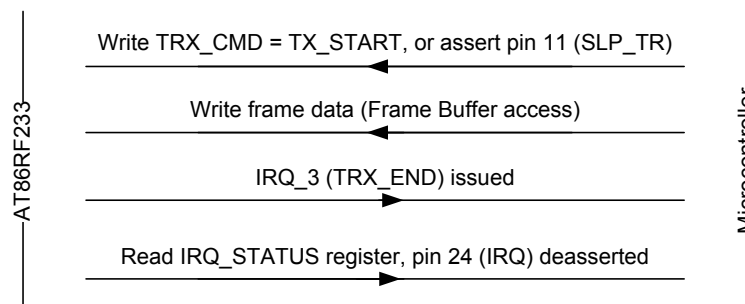 Write TRX_CMD = TX_START, or assert pin 11 (SLP_TR)
Write frame data (Frame Buffer access)
AT86RF233
IRQ_3 (TRX_END) issued
Microcontroller
Read IRQ_STATUS register, pin 24 (IRQ) deasserted